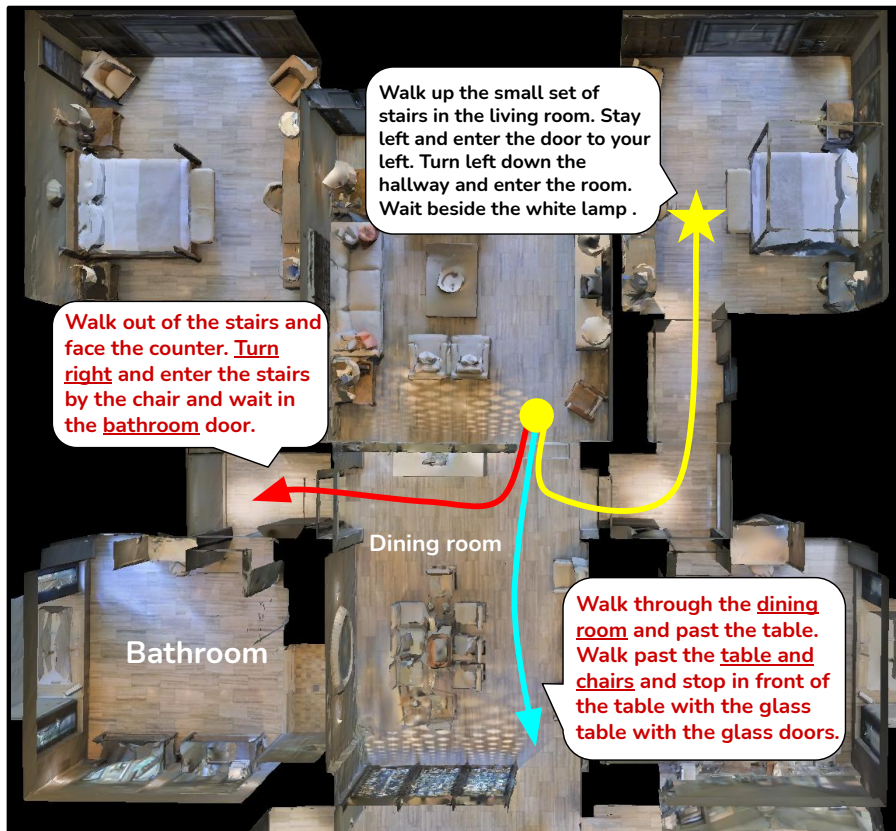 Walk up the small set of
stairs in the living room. Stay
left and enter the door to your
left. Turn left down the
hallway and enter the room.
Wait beside the white lamp .
Walk out of the stairs and
face the counter. Turn
right and enter the stairs
by the chair and wait in
the bathroom door.
Dining room
Bathroom
Walk through the dining
room and past the table.
Walk past the table and
chairs and stop in front of
the table with the glass
table with the glass doors.